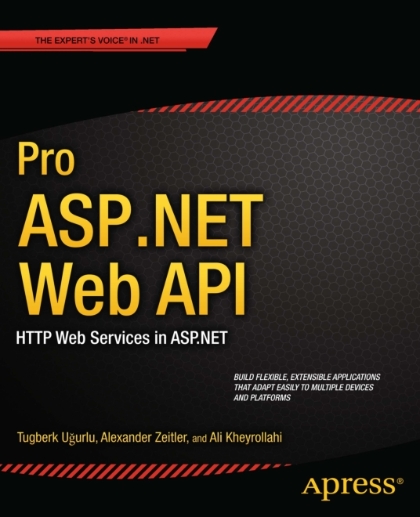 THE EXPERT'S VOICE® IN .NET
Pro
ASP.NET
Web API
HTTP Web Services in ASP.NET
BUILD FLEXIBLE, EXTENSIBLE APPLICATIONS
THAT ADAPT EASILY TO MULTIPLE DEVICES
AND PLATFORMS
Tugberk Uğurlu, Alexander Zeitler, and Ali Kheyrollahi
Apress®